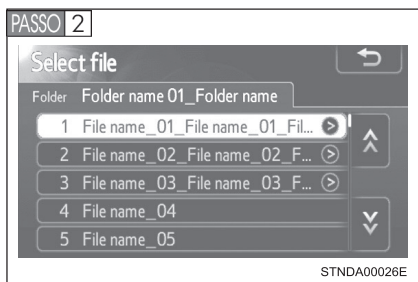 PASSO 2
Select file
Folder Folder name 01_Folder name
1 File name_01_File name_01_Fil...
2 File name_02_File name_02_F...
3 File name_03_File name_03_F...
4 File name_04
5 File name_05
STNDA00026E